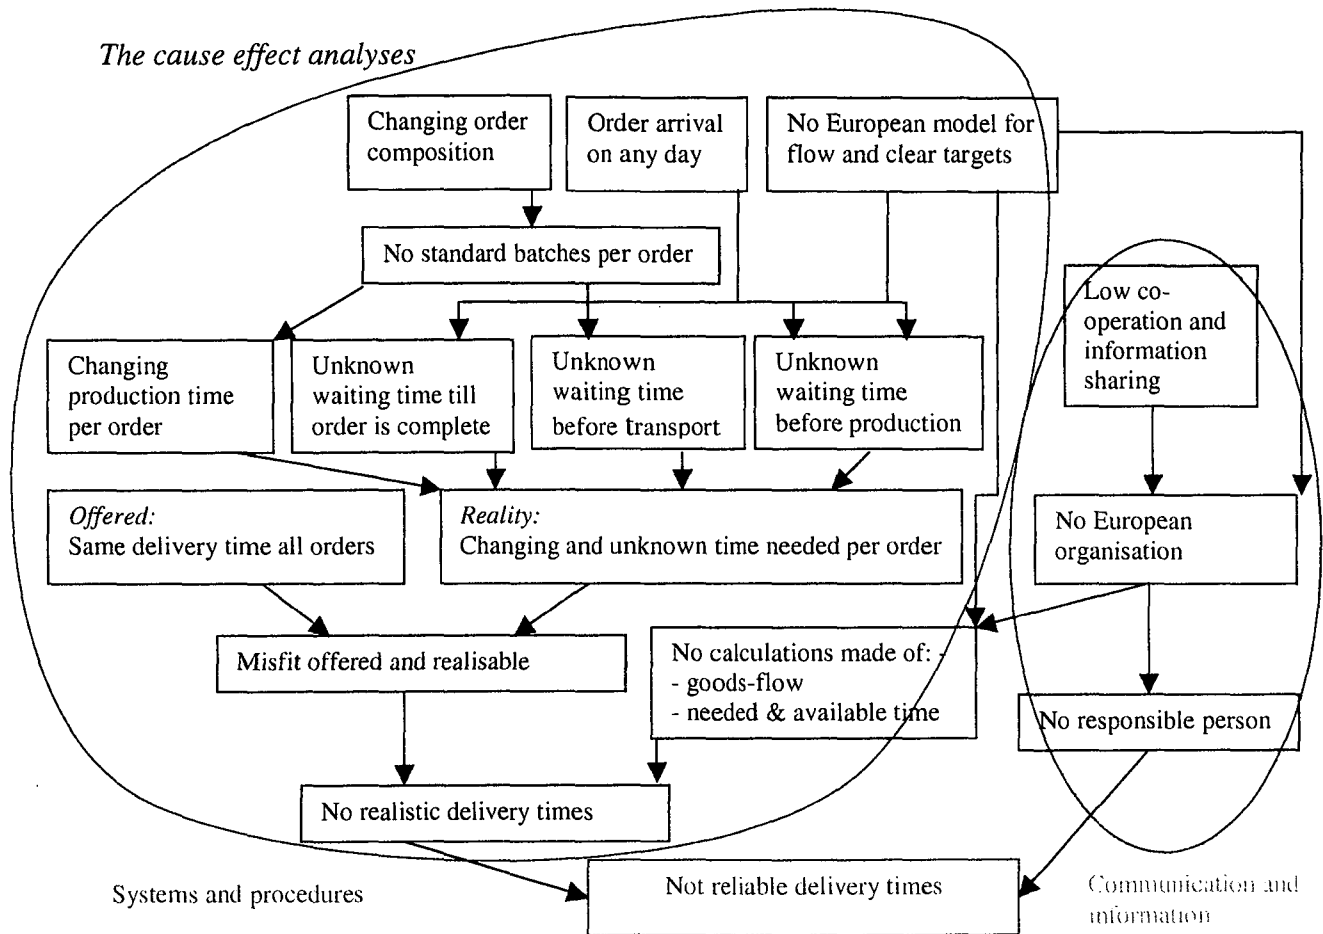 The cause effect analyses
Changing order
composition
Order arrival
on any day
No European model for
flow and clear targets
No standard batches per order
Low co-
operation and
information
sharing
Changing
production time
per order
Unknown
waiting time till
order is complete
Unknown
waiting time
before transport
Unknown
waiting time
before production
Offered:
Same delivery time all orders
Reality:
Changing and unknown time needed per order
No European
organisation
Misfit offered and realisable
No calculations made of: -
- goods-flow
- needed & available time
No responsible person
No realistic delivery times
Not reliable delivery times
Systems and procedures
Communication and
information